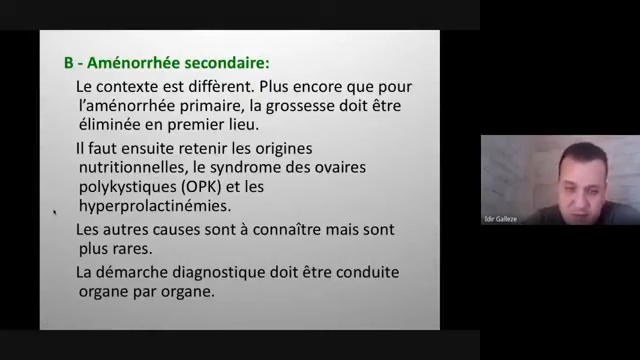 B - Aménorrhée secondaire:
Le contexte est diffèrent. Plus encore que pour
l'aménorrhée primaire, la grossesse doit être
éliminée en premier lieu.
Il faut ensuite retenir les origines
nutritionnelles, le syndrome des ovaires
polykystiques (OPK) et les
hyperprolactinémies.
Les autres causes sont à connaître mais sont
plus rares.
La démarche diagnostique doit être conduite
organe par organe.
Idir Galleze